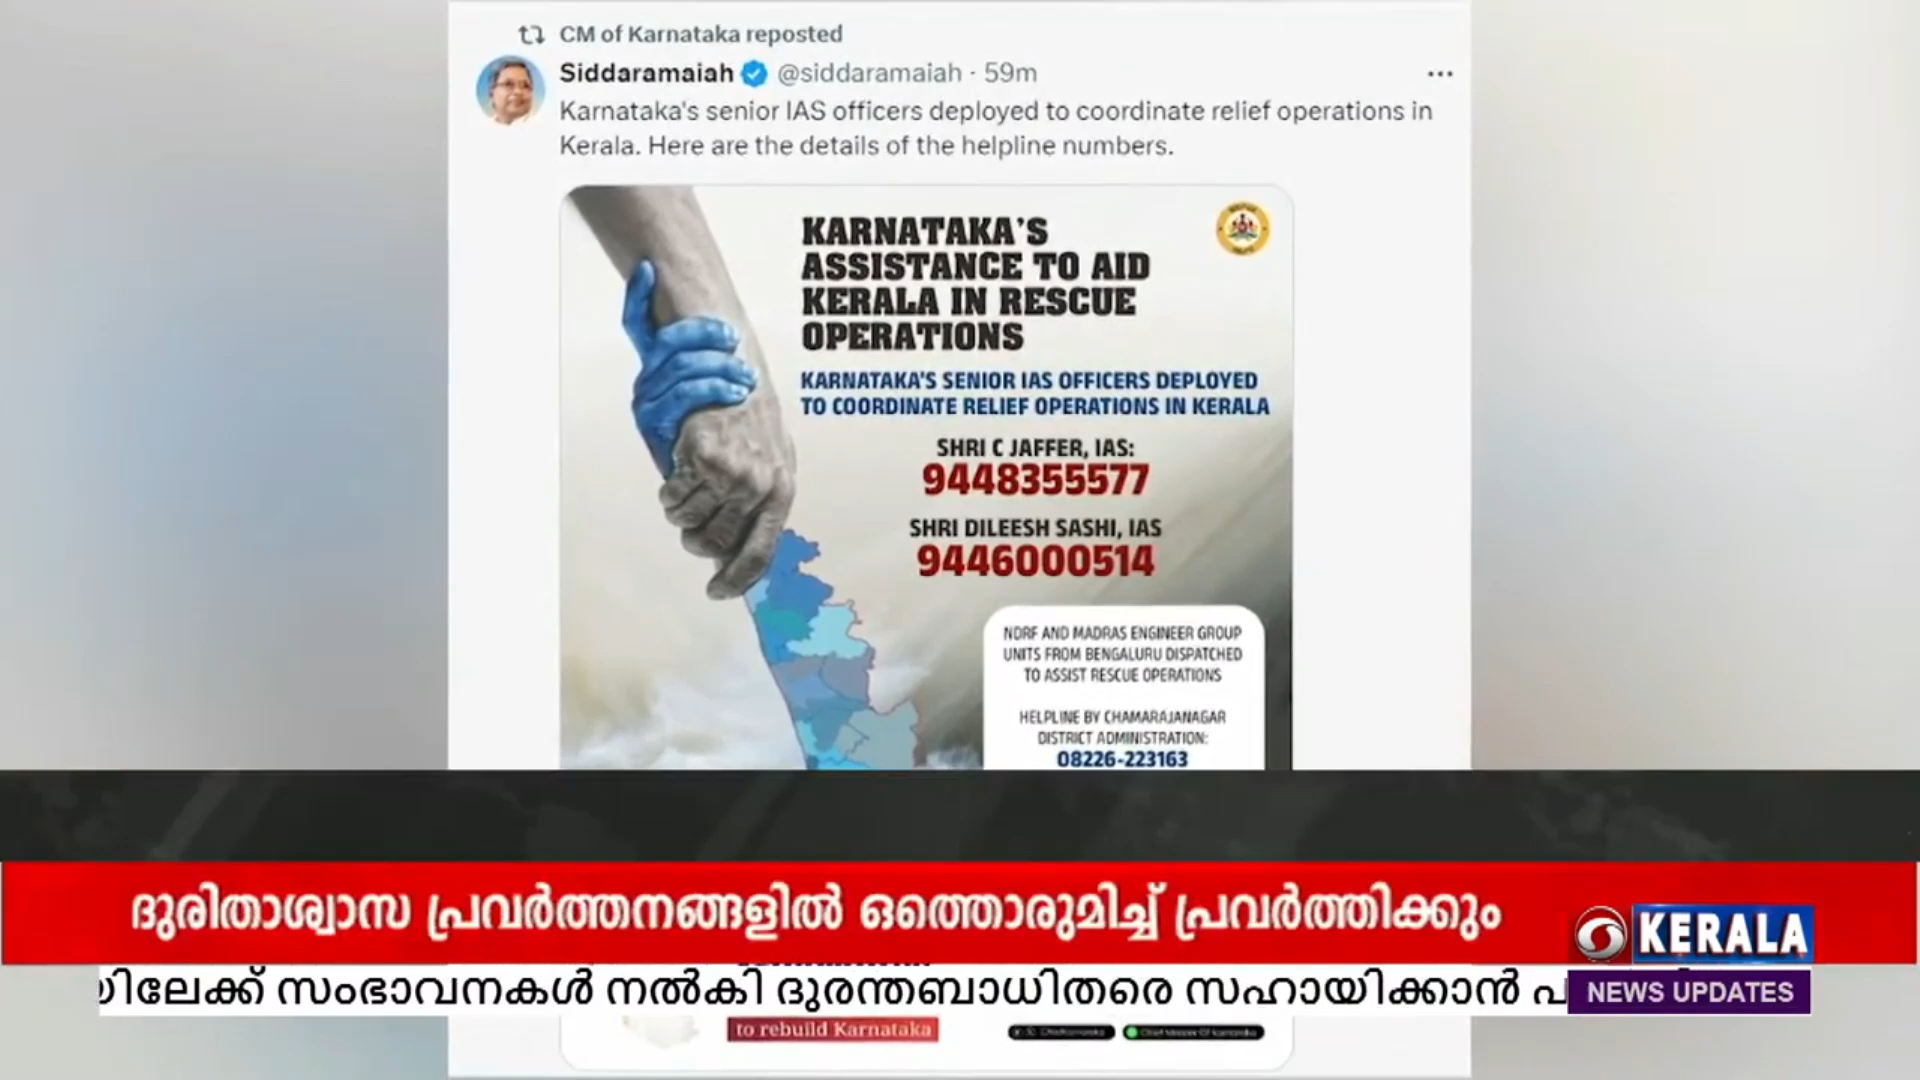 CM of Karnataka reposted
Siddaramaiah @siddaramaiah · 59m
Karnataka's senior IAS officers deployed to coordinate relief operations in
Kerala. Here are the details of the helpline numbers.
KARNATAKA'S
ASSISTANCE TO AID
KERALA IN RESCUE
OPERATIONS
KARNATAKA'S SENIOR IAS OFFICERS DEPLOYED
TO COORDINATE RELIEF OPERATIONS IN KERALA
SHRI C JAFFER, IAS:
9448355577
SHRI DILEESH SASHI, IAS
9446000514
NDRF AND MADRAS ENGINEER GROUP
UNITS FROM BENGALURU DISPATCHED
TO ASSIST RESCUE OPERATIONS
HELPLINE BY CHAMARAJANAGAR
DISTRICT ADMINISTRATION:
08226-223163
ദുരിതാശ്വാസ പ്രവർത്തനങ്ങളിൽ ഒത്തൊരുമിച്ച് പ്രവർത്തിക്കും
KERALA
യിലേക്ക് സംഭാവനകൾ നൽകി ദുരന്തബാധിതരെ സഹായിക്കാൻ
NEWS UPDATES
to rebuild Karnataka